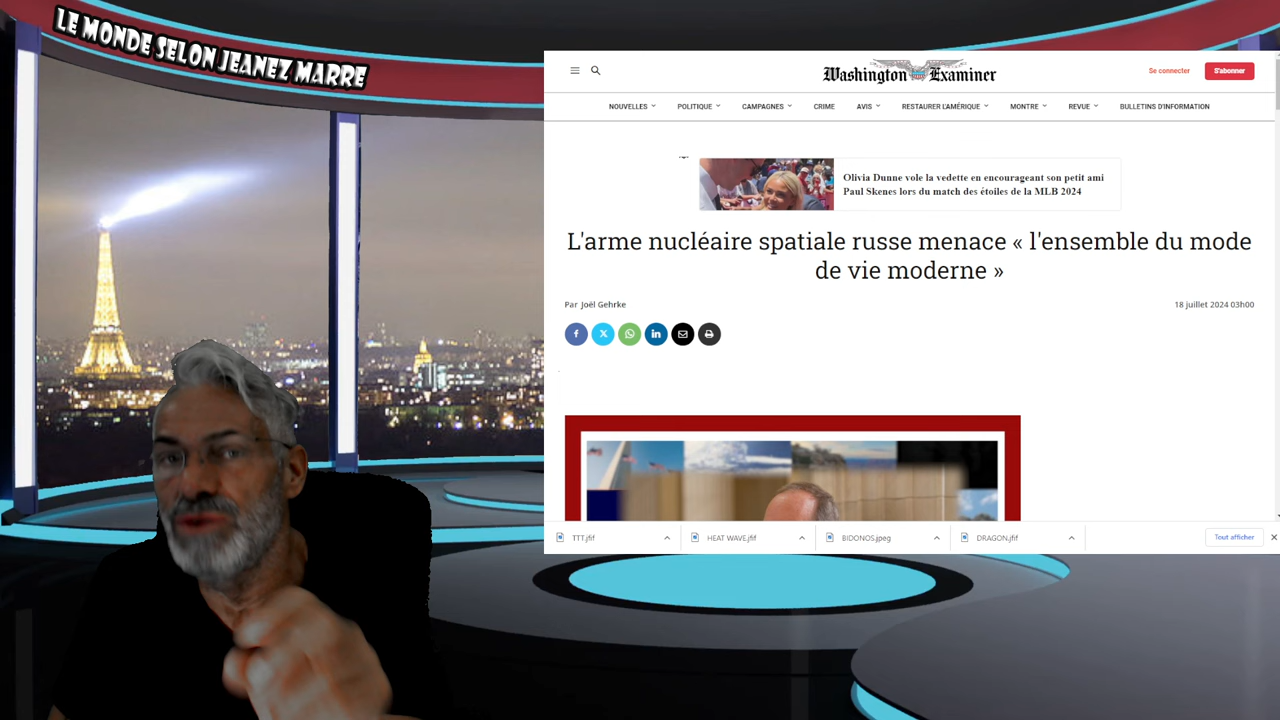 LE MONDE SELON JEANEZ MARRE
Washington Examiner
Se connecter
S'abonner
NOUVELLES
POLITIQUE
CAMPAGNES
CRIME
AVIS
RESTAURER L'AMÉRIQUE
MONTRE
REVUE
BULLETINS D'INFORMATION
Olivia Dunne vole la vedette en encourageant son petit ami
Paul Skenes lors du match des étoiles de la MLB 2024
L'arme nucléaire spatiale russe menace « l'ensemble du mode
de vie moderne »
Par Joël Gehrke
18 juillet 2024 03h00
TTT.jfif
HEAT WAVE.jfif
BIDONOS.jpeg
DRAGON.jfif
Tout afficher